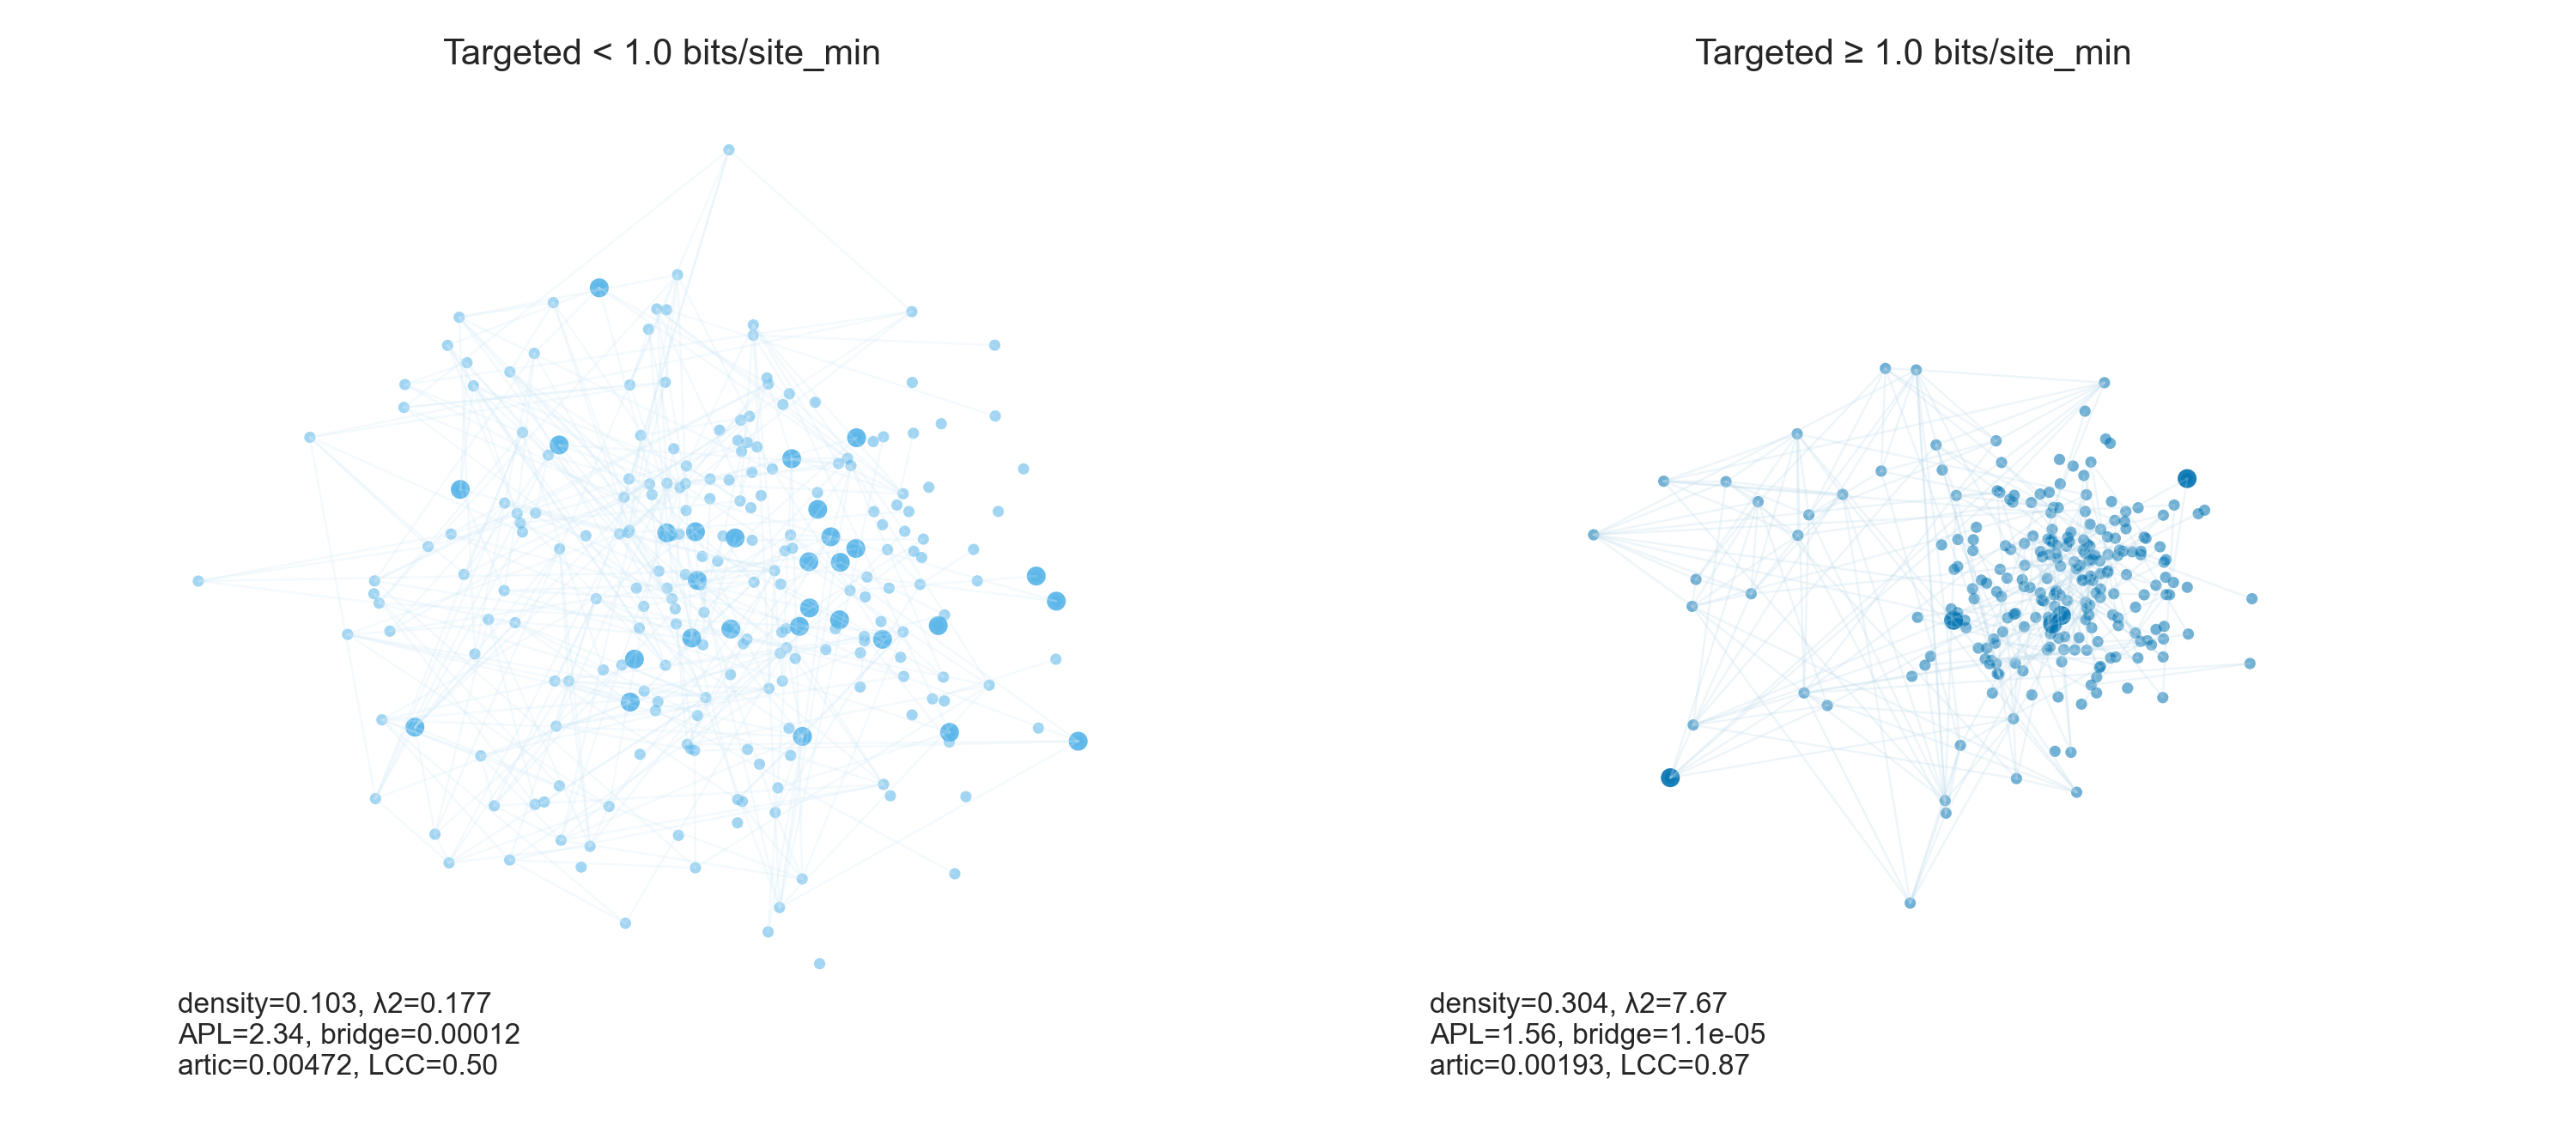 Targeted < 1.0 bits/site_min
Targeted ≥ 1.0 bits/site_min
density=0.103, λ2=0.177
APL=2.34, bridge=0.00012
artic=0.00472, LCC=0.50
density=0.304, λ2=7.67
APL=1.56, bridge=1.1e-05
artic=0.00193, LCC=0.87